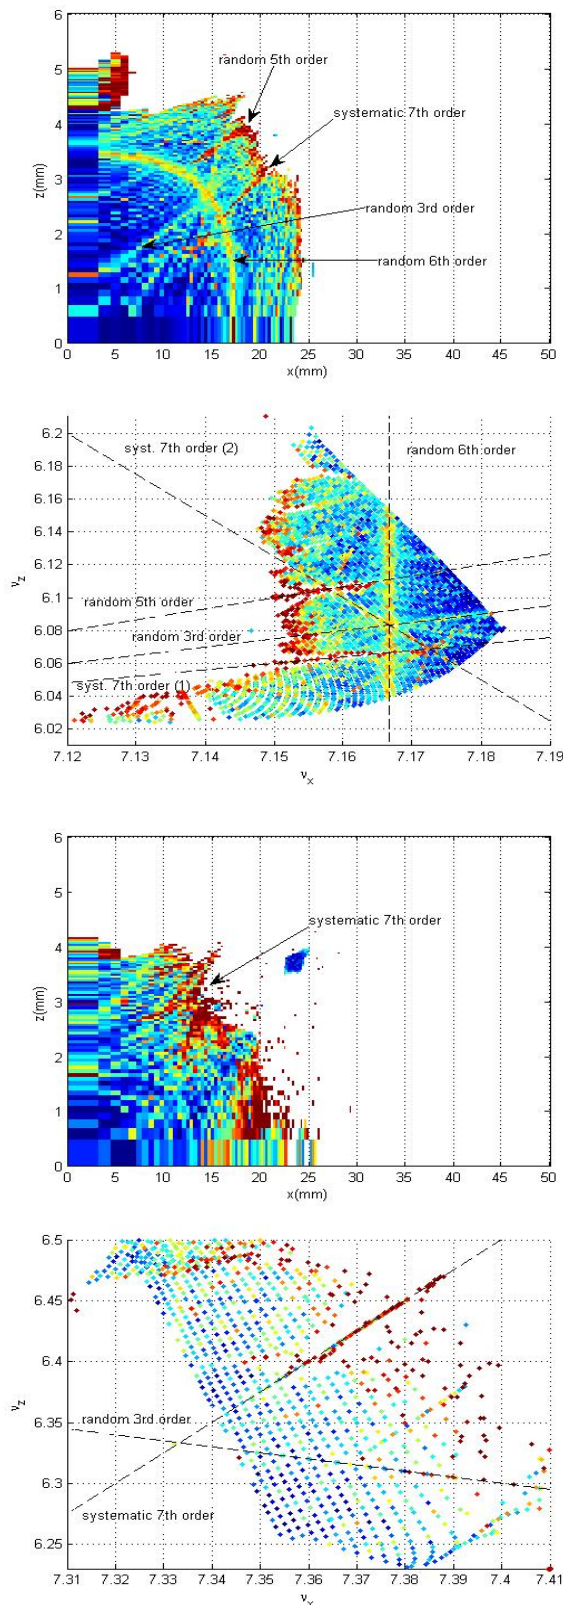 6
5
4
3
2
1
0
z(mm)
random 5th order
systematic 7th order
random 3rd order
random 6th order
0 5 10 15 20 25 30 35 40 45 50
x(mm)
6.2
6.18
6.16
6.14
6.12
6.1
6.08
6.06
6.04
6.02
νz
syst. 7th order (2)
random 6th order
random 5th order
random 3rd order
syst. 7th order (1)
7.12 7.13 7.14 7.15 7.16 7.17 7.18 7.19
νx
6
5
4
3
2
1
0
z(mm)
systematic 7th order
0 5 10 15 20 25 30 35 40 45 50
x(mm)
6.5
6.45
6.4
6.35
6.3
6.25
νz
random 3rd order
systematic 7th order
7.31 7.32 7.33 7.34 7.35 7.36 7.37 7.38 7.39 7.4 7.41
νx